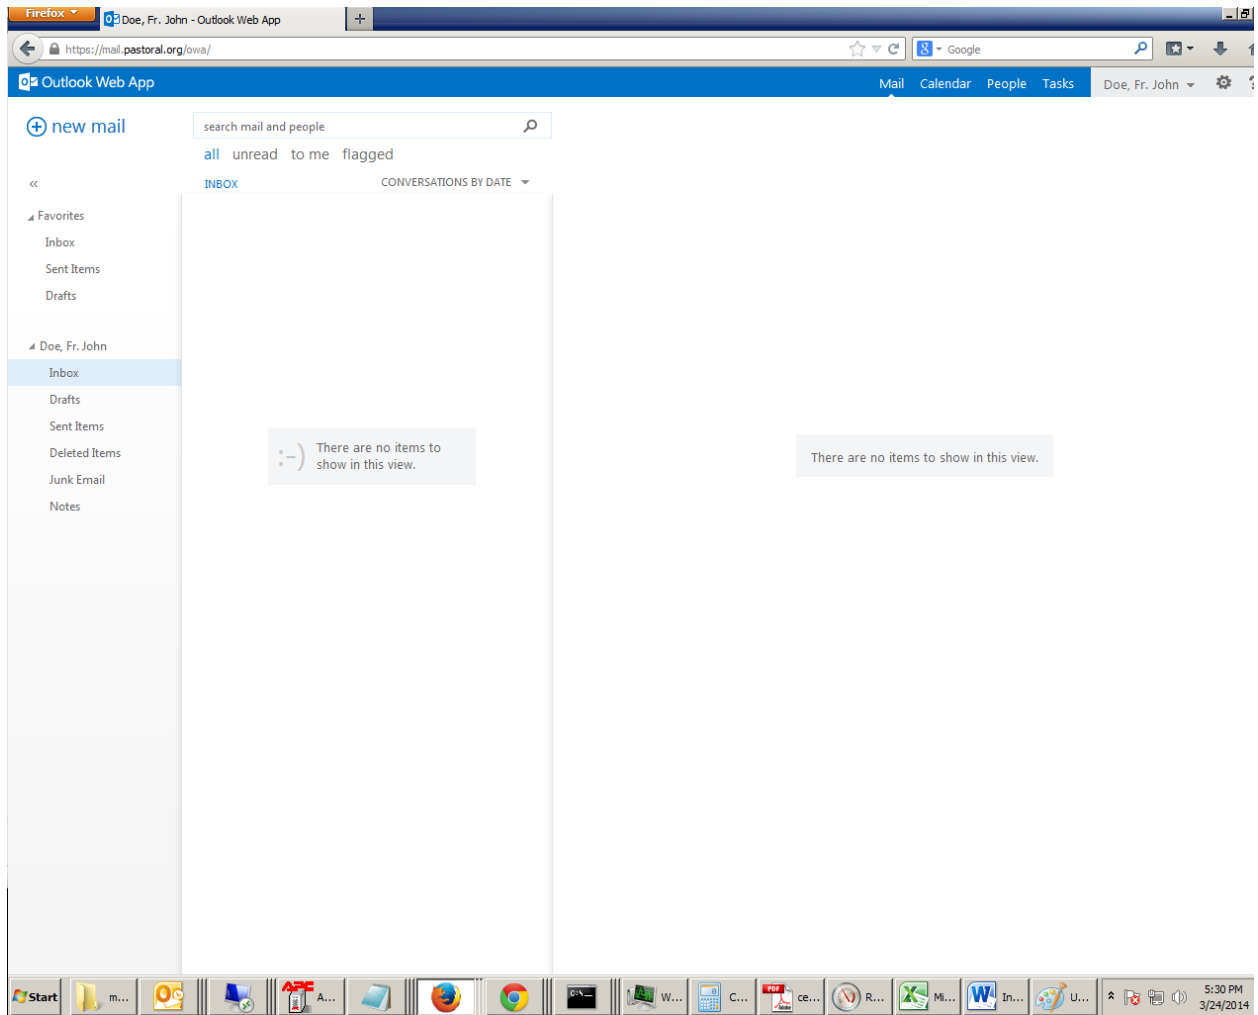 Firefox
Doe, Fr. John - Outlook Web App
https://mail.pastoral.org/owa/
Google
Outlook Web App
Mail Calendar People Tasks Doe, Fr. John
new mail
search mail and people
all unread to me flagged
INBOX CONVERSATIONS BY DATE
Favorites
Inbox
Sent Items
Drafts
Doe, Fr. John
Inbox
Drafts
Sent Items
Deleted Items
Junk Email
Notes
:-) There are no items to
show in this view.
There are no items to show in this view.
Start m... A... W... C... ce... R... Mi... In... U...
5:30 PM
3/24/2014